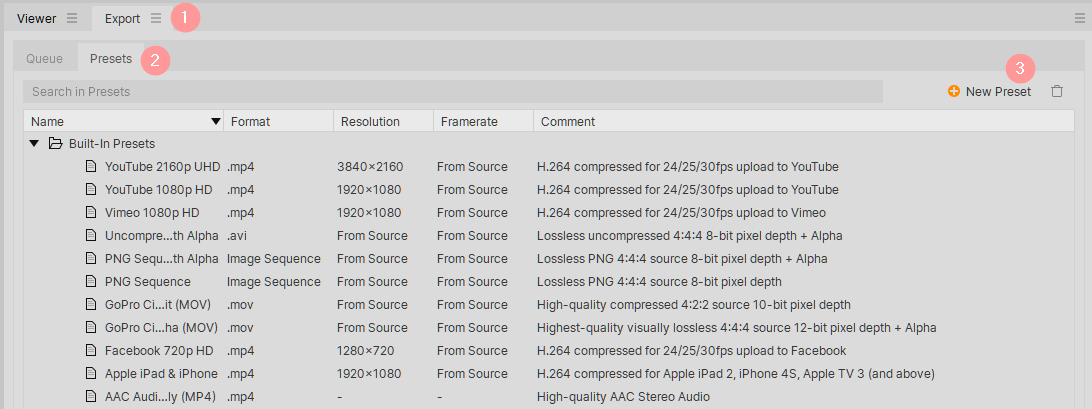 Viewer Export 1
Queue Presets 2 3
Search in Presets New Preset
Name Format Resolution Framerate Comment
Built-In Presets
YouTube 2160p UHD .mp4 3840×2160 From Source H.264 compressed for 24/25/30fps upload to YouTube
YouTube 1080p HD .mp4 1920×1080 From Source H.264 compressed for 24/25/30fps upload to YouTube
Vimeo 1080p HD .mp4 1920×1080 From Source H.264 compressed for 24/25/30fps upload to Vimeo
Uncompre...th Alpha .avi From Source From Source Lossless uncompressed 4:4:4 8-bit pixel depth + Alpha
PNG Sequ...th Alpha Image Sequence From Source From Source Lossless PNG 4:4:4 source 8-bit pixel depth + Alpha
PNG Sequence Image Sequence From Source From Source Lossless PNG 4:4:4 source 8-bit pixel depth
GoPro Ci...it (MOV) .mov From Source From Source High-quality compressed 4:2:2 source 10-bit pixel depth
GoPro Ci...ha (MOV) .mov From Source From Source Highest-quality visually lossless 4:4:4 source 12-bit pixel depth + Alpha
Facebook 720p HD .mp4 1280×720 From Source H.264 compressed for 24/25/30fps upload to Facebook
Apple iPad & iPhone .mp4 1920×1080 From Source H.264 compressed for Apple iPad 2, iPhone 4S, Apple TV 3 (and above)
AAC Audi...ly (MP4) .mp4 - - High-quality AAC Stereo Audio